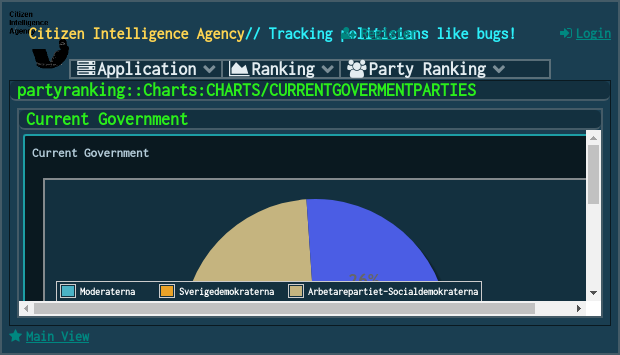 Citizen
Intelligence
Agency
Citizen Intelligence Agency// Tracking politicians like bugs!
Register
Login
Application
Ranking
Party Ranking
partyranking::Charts:CHARTS/CURRENTGOVERMENTPARTIES
Current Government
Current Government
Moderaterna
Sverigedemokraterna
Arbetarepartiet-Socialdemokraterna
Main View